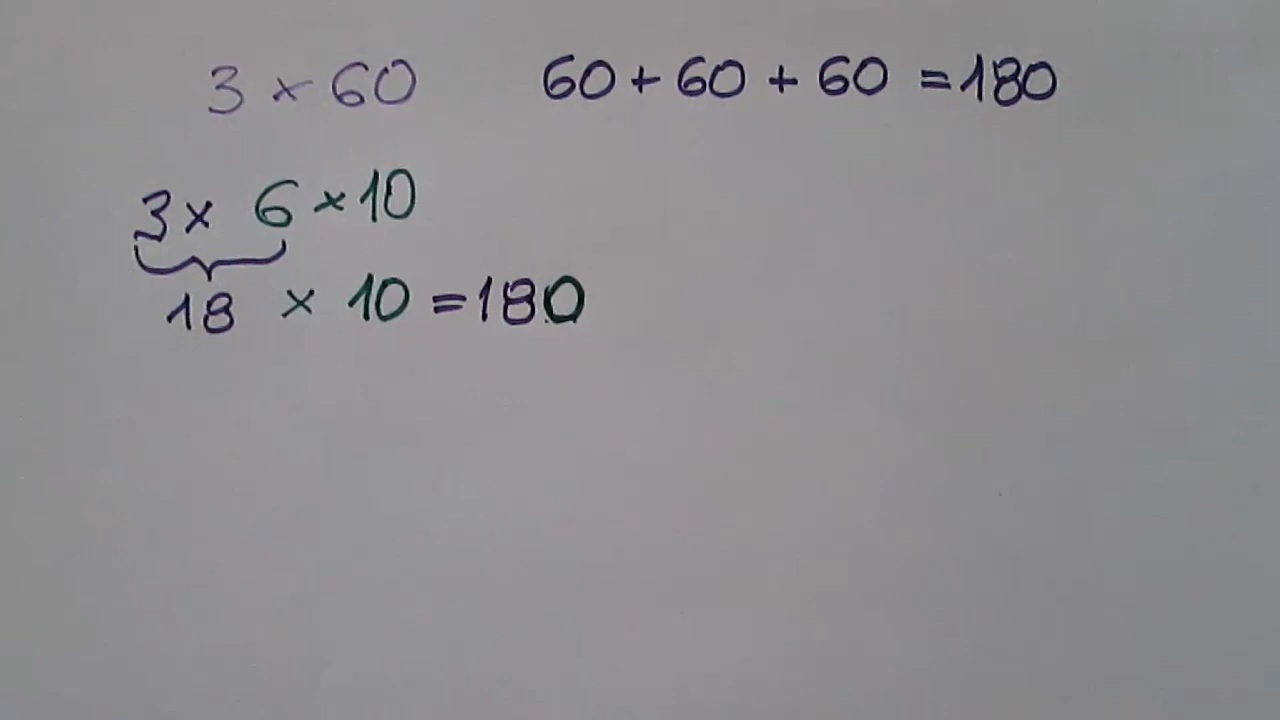 3 × 60 60 + 60 + 60 = 180
3 × 6 × 10
18 × 10 = 180